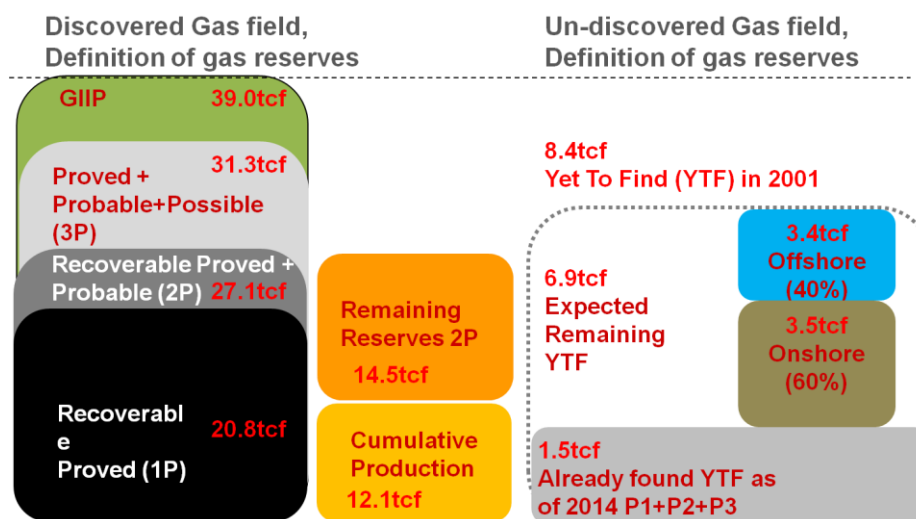 Discovered Gas field,
Definition of gas reserves
Un-discovered Gas field,
Definition of gas reserves
GIIP
39.0tcf
31.3tcf
Proved +
Probable+Possible
(3P)
Recoverable Proved +
Probable (2P)
27.1tcf
Recoverabl
e
Proved (1P)
20.8tcf
Remaining
Reserves 2P
14.5tcf
Cumulative
Production
12.1tcf
8.4tcf
Yet To Find (YTF) in 2001
6.9tcf
Expected
Remaining
YTF
3.4tcf
Offshore
(40%)
3.5tcf
Onshore
(60%)
1.5tcf
Already found YTF as
of 2014 P1+P2+P3